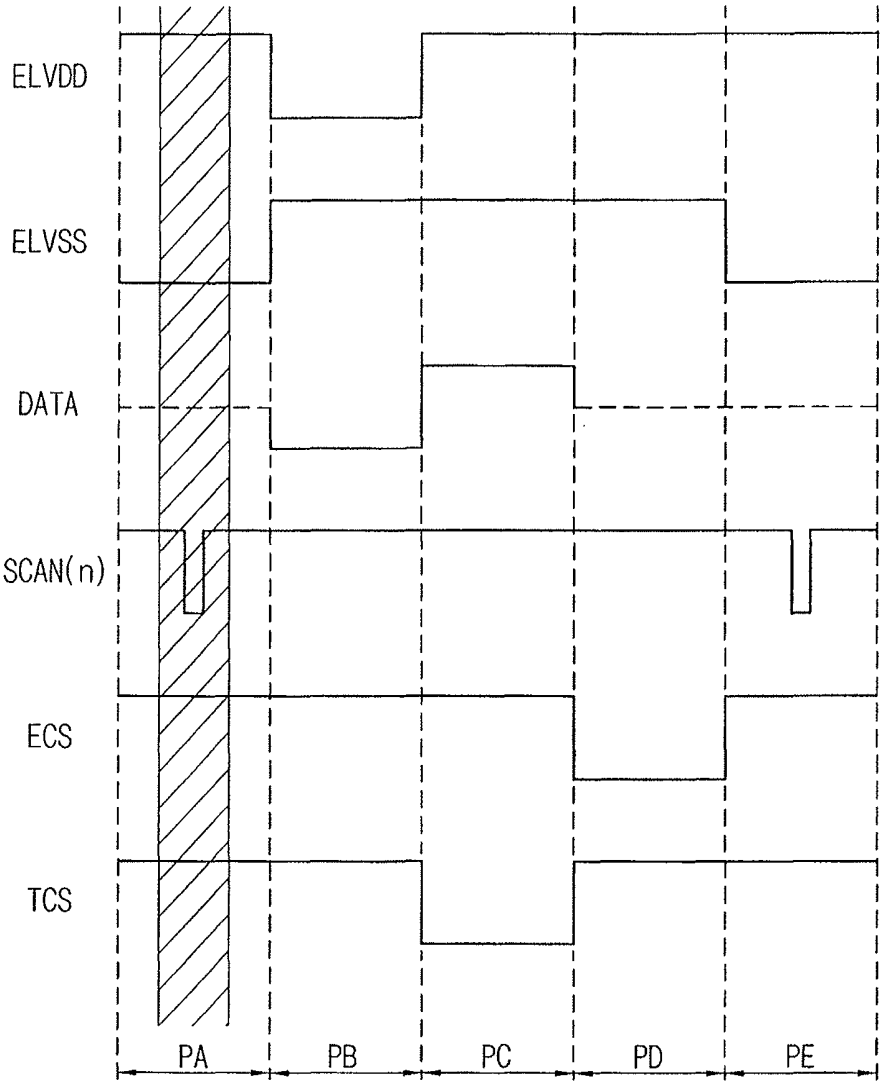 ELVDD
ELVSS
DATA
SCAN(n)
ECS
TCS
PA PB PC PD PE